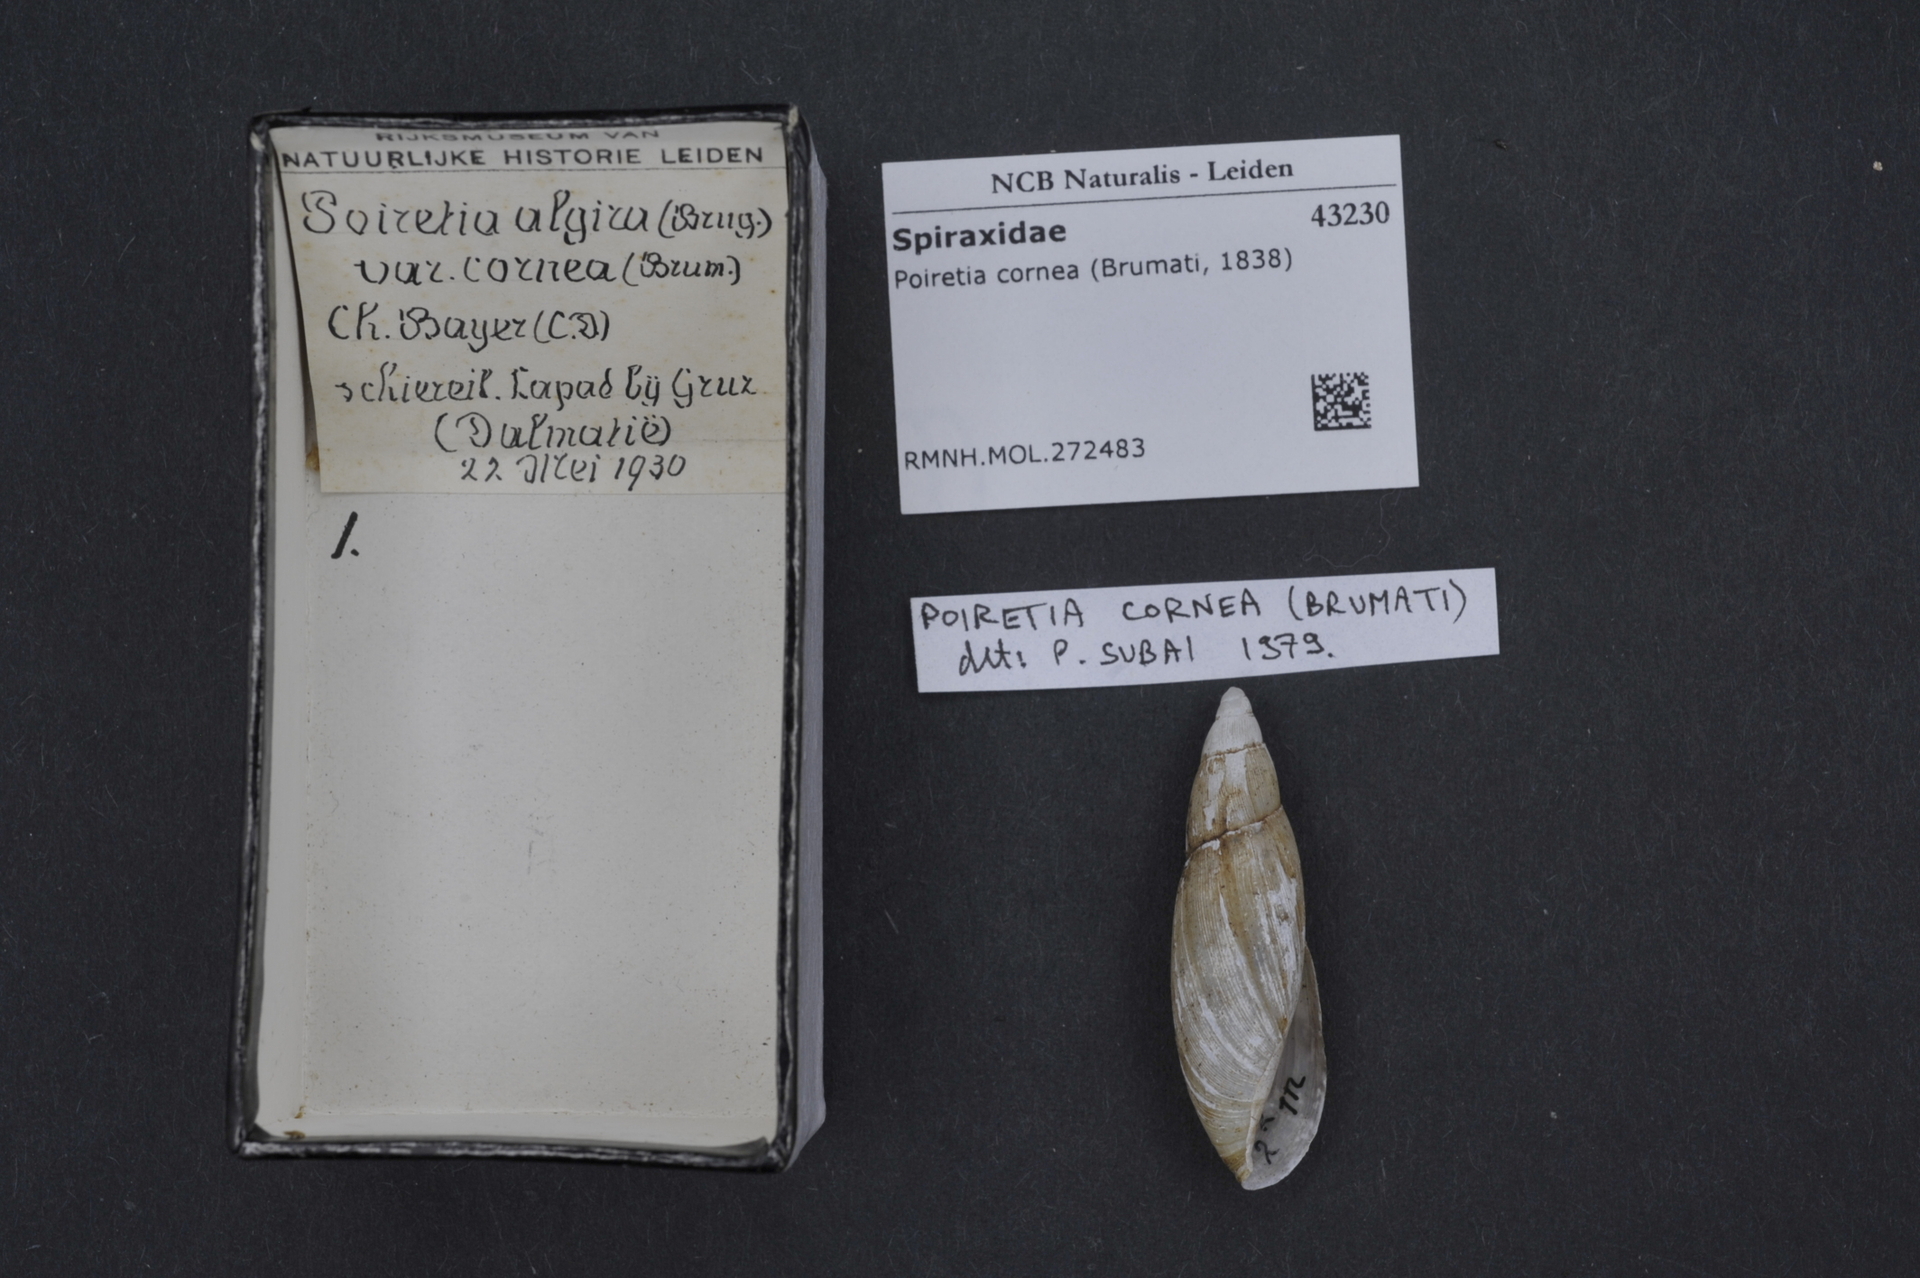 RIJKSMUSEUM VAN
NATUURLIJKE HISTORIE LEIDEN
Poiretia algira (Brug.)
var. cornea (Brum.)
Ch. Bayer (C.D)
schiereil. Lapad bij Gruz
(Dalmatië)
22 Mei 1930
1.
NCB Naturalis - Leiden
Spiraxidae 43230
Poiretia cornea (Brumati, 1838)
RMNH.MOL.272483
POIRETIA CORNEA (BRUMATI)
det: P. SUBAI 1979.